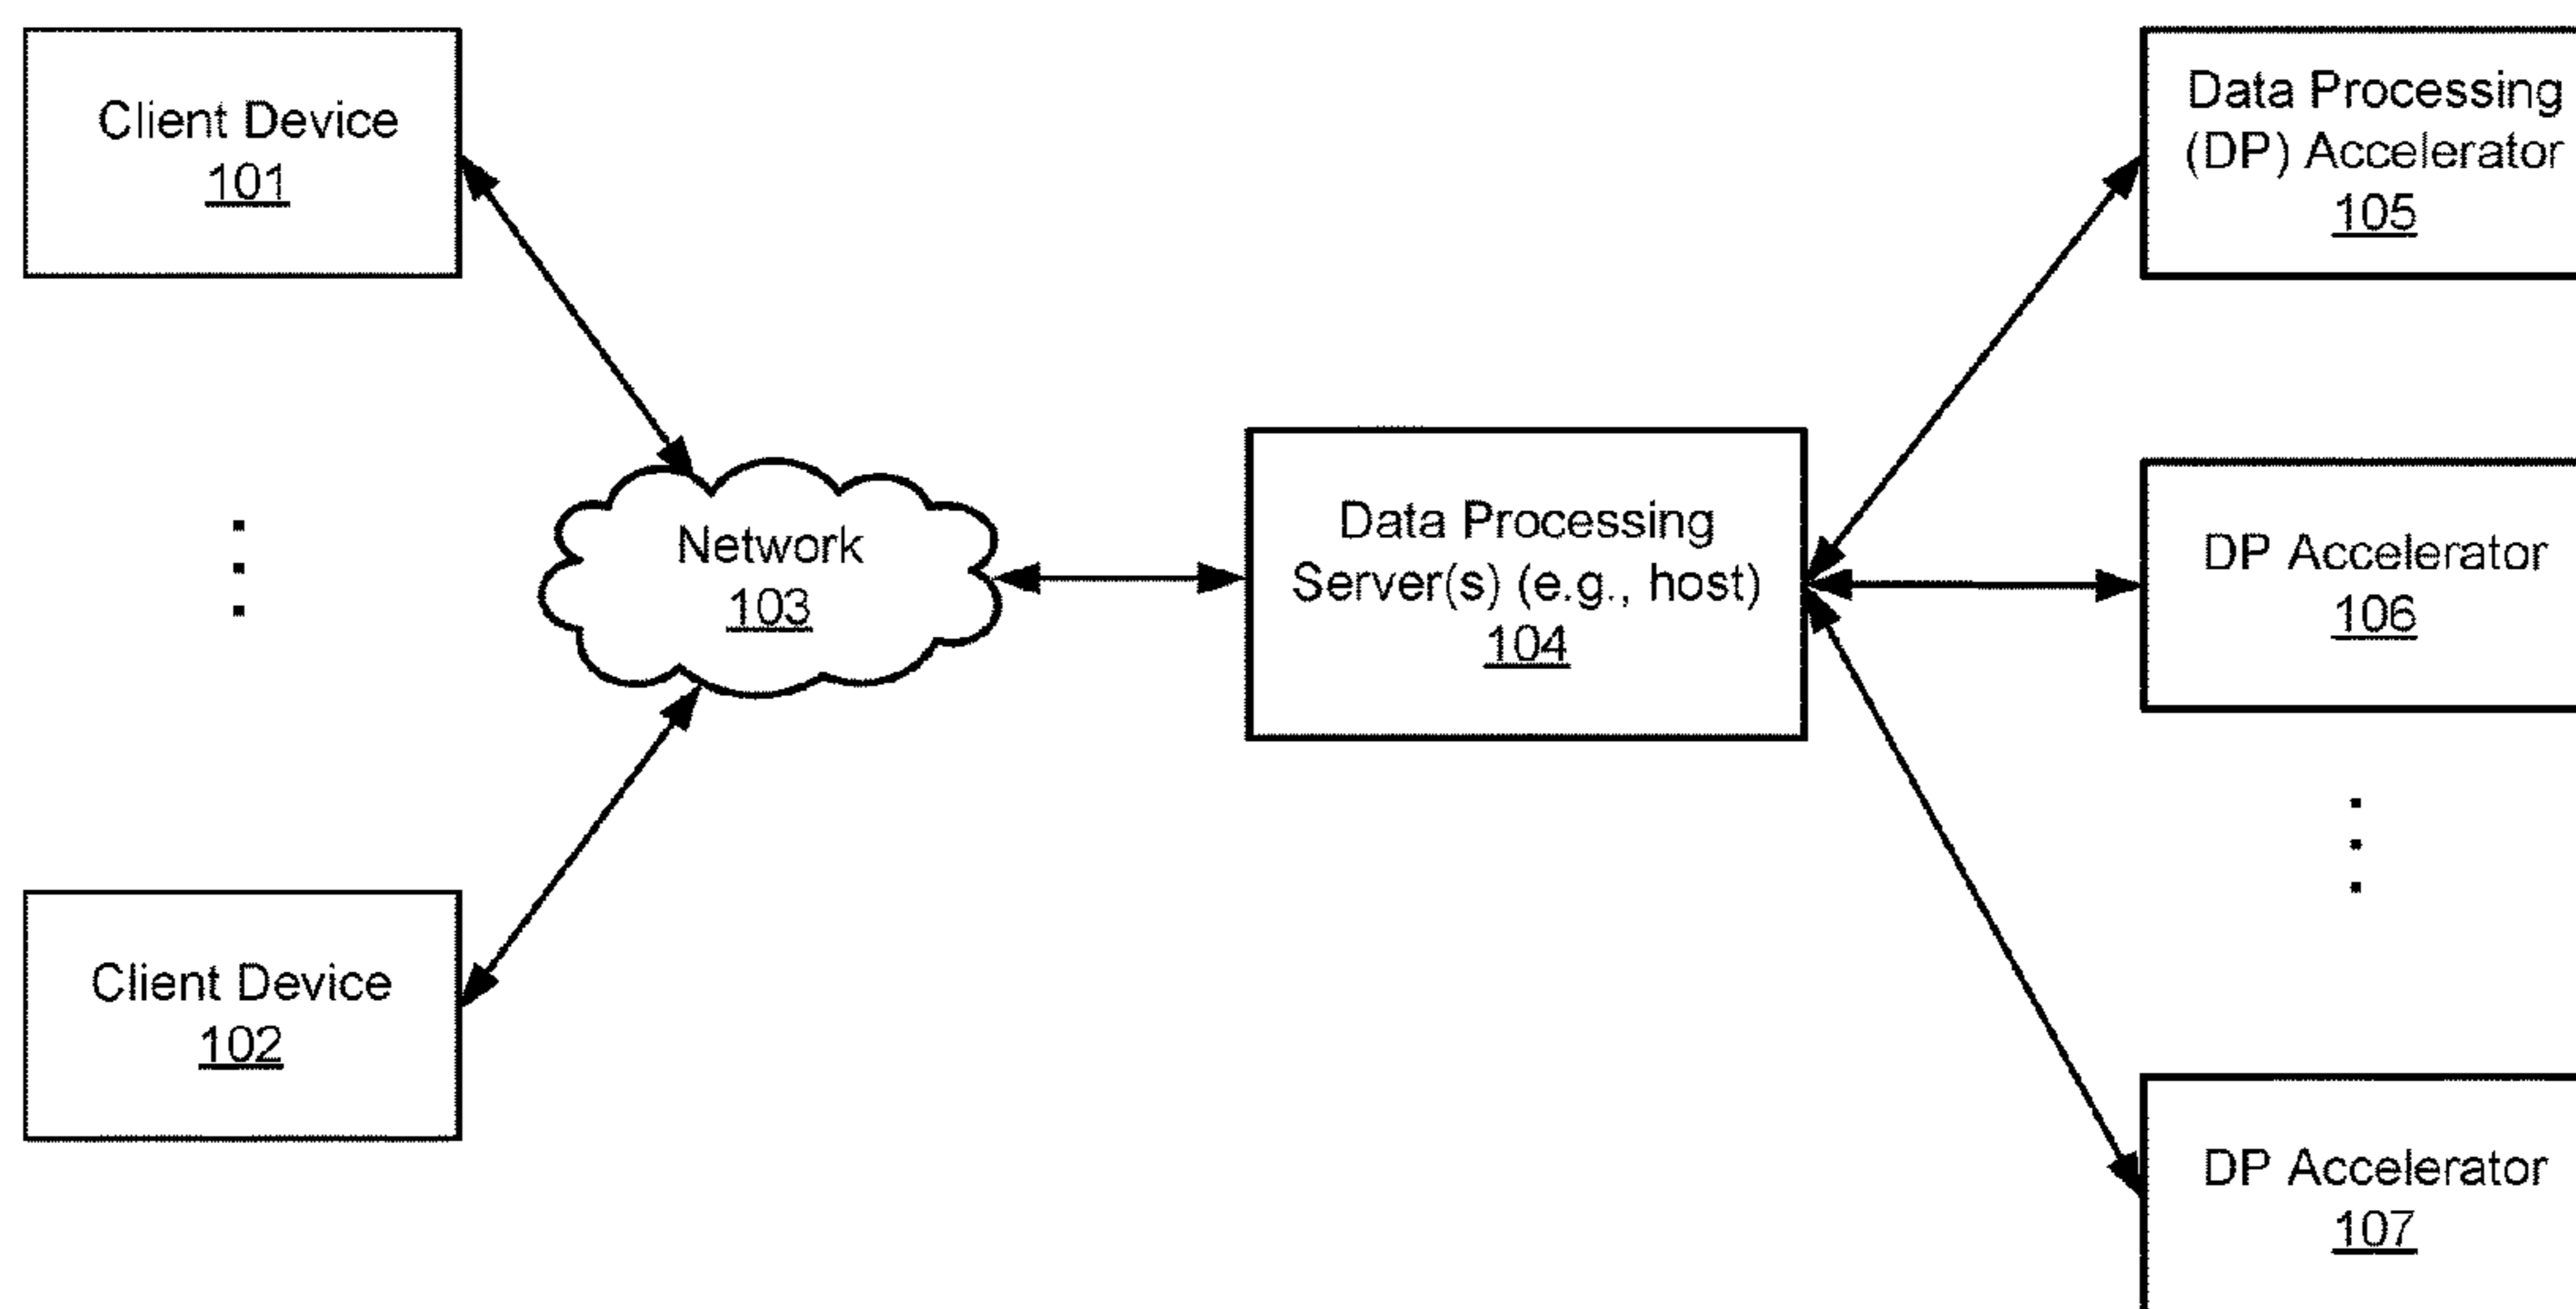 Client Device
101
Client Device
102
Network
103
Data Processing
Server(s) (e.g., host)
104
Data Processing
(DP) Accelerator
105
DP Accelerator
106
DP Accelerator
107